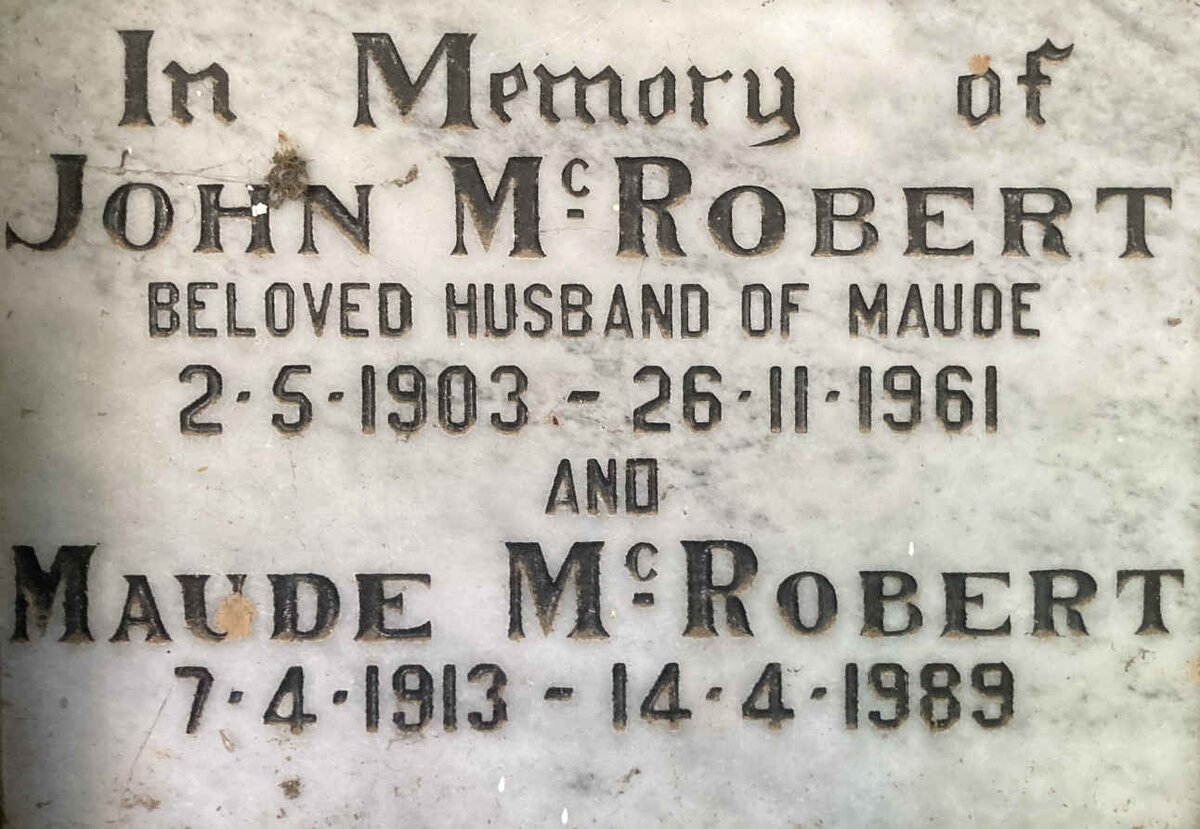 In Memory of
JOHN McROBERT
BELOVED HUSBAND OF MAUDE
2·5·1903 - 26·11·1961
AND
MAUDE McROBERT
7·4·1913 - 14·4·1989